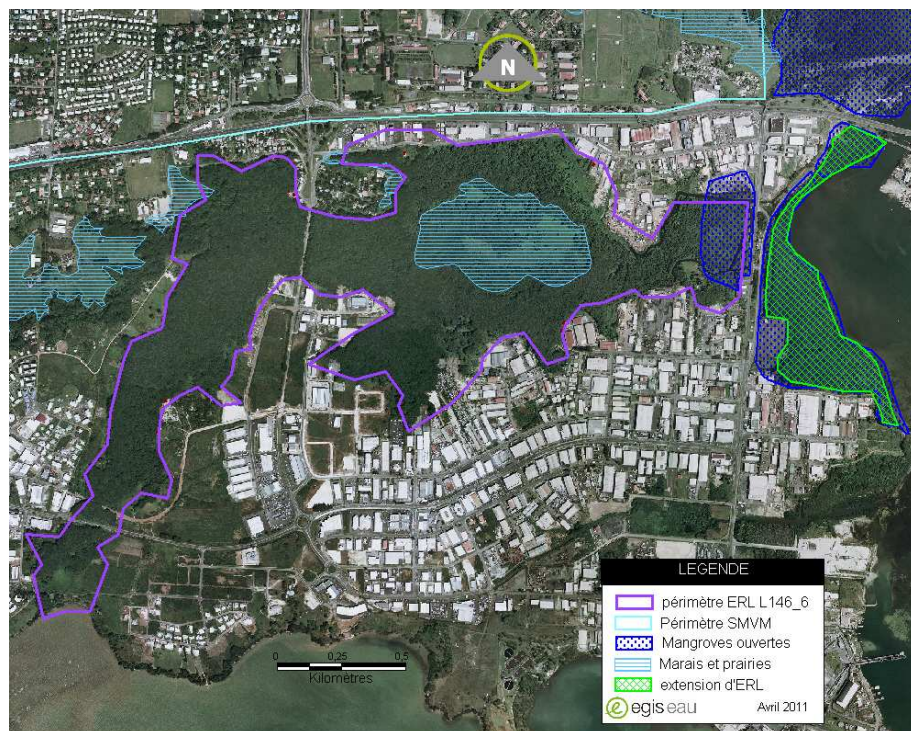 N
0 0,25 0,5
Kilomètres
LEGENDE
périmètre ERL L146_6
Périmètre SMVM
Mangroves ouvertes
Marais et prairies
extension d'ERL
egis eau Avril 2011